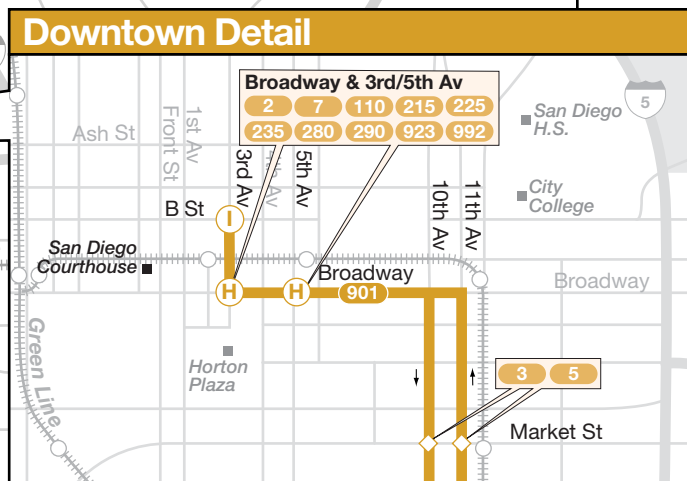 Downtown Detail
Broadway & 3rd/5th Av
2 7 110 215 225
235 280 290 923 992
5
San Diego
H.S.
Ash St
Front St
1st Av
3rd Av
4th Av
5th Av
10th Av
11th Av
City
College
B St
I
San Diego
Courthouse
H
H
Broadway
901
Broadway
Green Line
Horton
Plaza
3 5
Market St